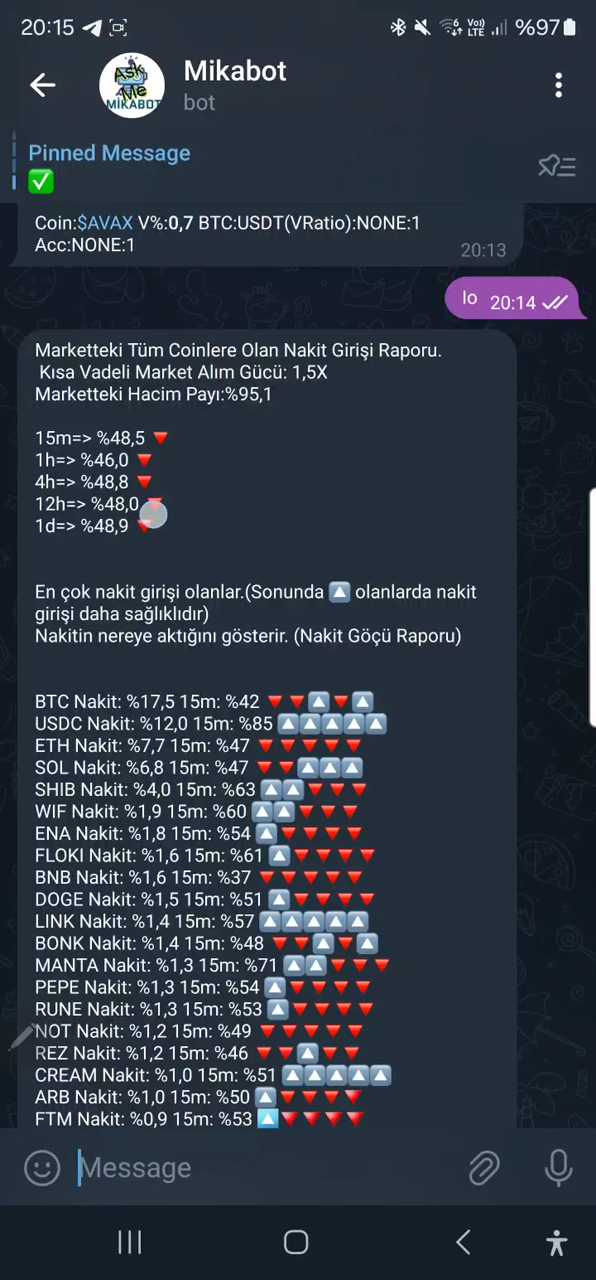 20:15 %97
Ask Me MİKABOT
Mikabot
bot
Pinned Message
✅
Coin:$AVAX V%:0,7 BTC:USDT(VRatio):NONE:1
Acc:NONE:1
20:13
Io 20:14
Marketteki Tüm Coinlere Olan Nakit Girişi Raporu.
Kısa Vadeli Market Alım Gücü: 1,5X
Marketteki Hacim Payı:%95,1
15m=> %48,5 🔻
1h=> %46,0 🔻
4h=> %48,8 🔻
12h=> %48,0 🔻
1d=> %48,9 🔻
En çok nakit girişi olanlar.(Sonunda 🔼 olanlarda nakit
girişi daha sağlıklıdır)
Nakitin nereye aktığını gösterir. (Nakit Göçü Raporu)
BTC Nakit: %17,5 15m: %42 🔻🔻🔼🔻🔼
USDC Nakit: %12,0 15m: %85 🔼🔼🔼🔼🔼
ETH Nakit: %7,7 15m: %47 🔻🔻🔻🔻🔻
SOL Nakit: %6,8 15m: %47 🔻🔻🔼🔼🔼
SHIB Nakit: %4,0 15m: %63 🔼🔼🔻🔻🔻
WIF Nakit: %1,9 15m: %60 🔼🔼🔻🔻🔻
ENA Nakit: %1,8 15m: %54 🔼🔻🔻🔻🔻
FLOKI Nakit: %1,6 15m: %61 🔼🔻🔻🔻🔻
BNB Nakit: %1,6 15m: %37 🔻🔻🔻🔻🔻
DOGE Nakit: %1,5 15m: %51 🔼🔻🔻🔻🔻
LINK Nakit: %1,4 15m: %57 🔼🔼🔼🔼🔼
BONK Nakit: %1,4 15m: %48 🔻🔻🔼🔻🔼
MANTA Nakit: %1,3 15m: %71 🔼🔼🔻🔻🔻
PEPE Nakit: %1,3 15m: %54 🔼🔻🔻🔻🔻
RUNE Nakit: %1,3 15m: %53 🔼🔻🔻🔻🔻
NOT Nakit: %1,2 15m: %49 🔻🔻🔻🔻🔻
REZ Nakit: %1,2 15m: %46 🔻🔻🔼🔻🔻
CREAM Nakit: %1,0 15m: %51 🔼🔼🔼🔼🔼
ARB Nakit: %1,0 15m: %50 🔼🔻🔻🔻🔻
FTM Nakit: %0,9 15m: %53 🔼🔻🔻🔻🔻
Message